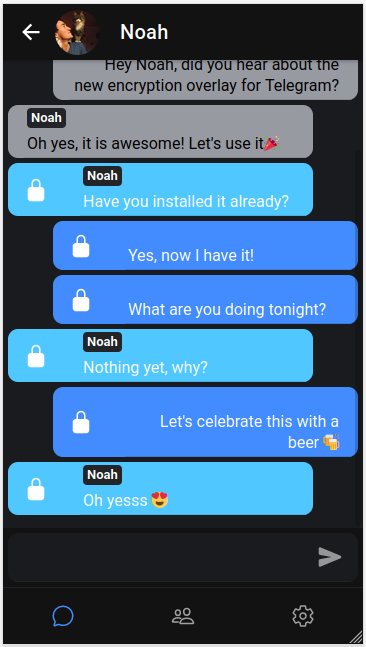 Noah
Hey Noah, did you hear about the
new encryption overlay for Telegram?
Noah
Oh yes, it is awesome! Let's use it🎉
Noah
Have you installed it already?
Yes, now I have it!
What are you doing tonight?
Noah
Nothing yet, why?
Let's celebrate this with a
beer 🍻
Noah
Oh yesss 😍